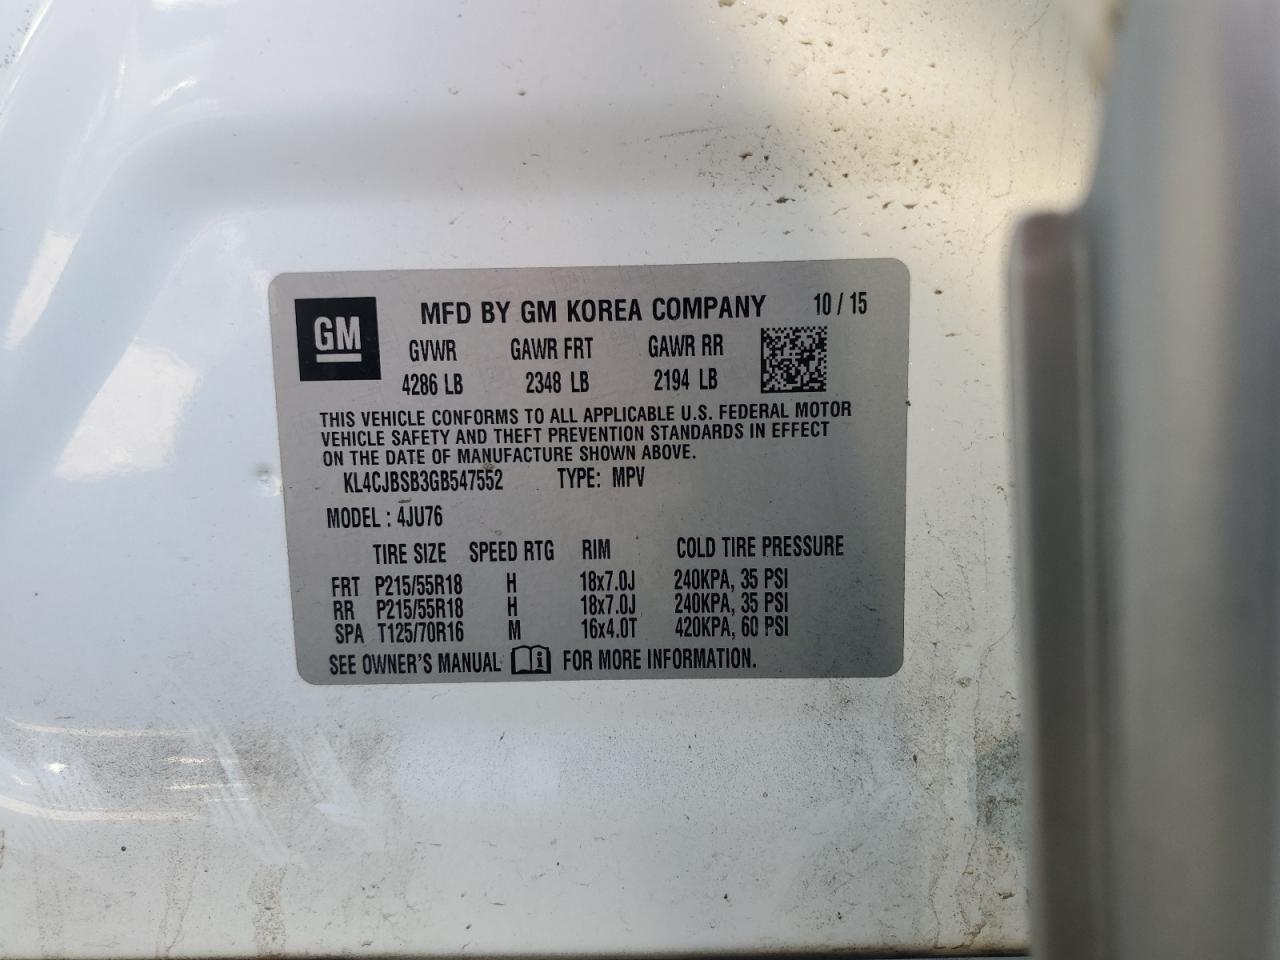 GM
MFD BY GM KOREA COMPANY 10/15
GVWR GAWR FRT GAWR RR
4286 LB 2348 LB 2194 LB
THIS VEHICLE CONFORMS TO ALL APPLICABLE U.S. FEDERAL MOTOR
VEHICLE SAFETY AND THEFT PREVENTION STANDARDS IN EFFECT
ON THE DATE OF MANUFACTURE SHOWN ABOVE.
KL4CJBSB3GB547552 TYPE: MPV
MODEL : 4JU76
TIRE SIZE SPEED RTG RIM COLD TIRE PRESSURE
FRT P215/55R18 H 18x7.0J 240KPA, 35 PSI
RR P215/55R18 H 18x7.0J 240KPA, 35 PSI
SPA T125/70R16 M 16x4.0T 420KPA, 60 PSI
SEE OWNER'S MANUAL i FOR MORE INFORMATION.